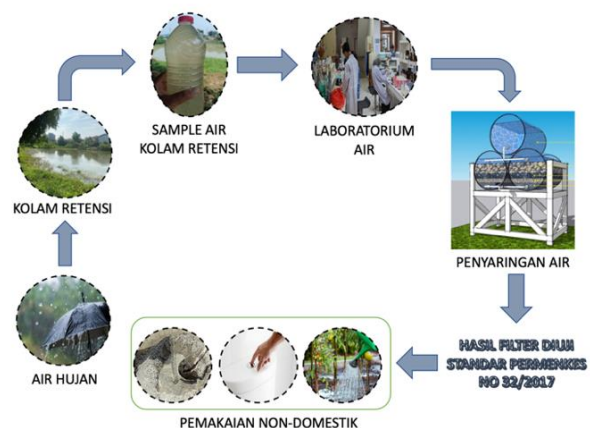 SAMPLE AIR
KOLAM RETENSI
LABORATORIUM
AIR
KOLAM RETENSI
PENYARINGAN AIR
AIR HUJAN
HASIL FILTER DIUJI
STANDAR PERMENKES
NO 32/2017
PEMAKAIAN NON-DOMESTIK